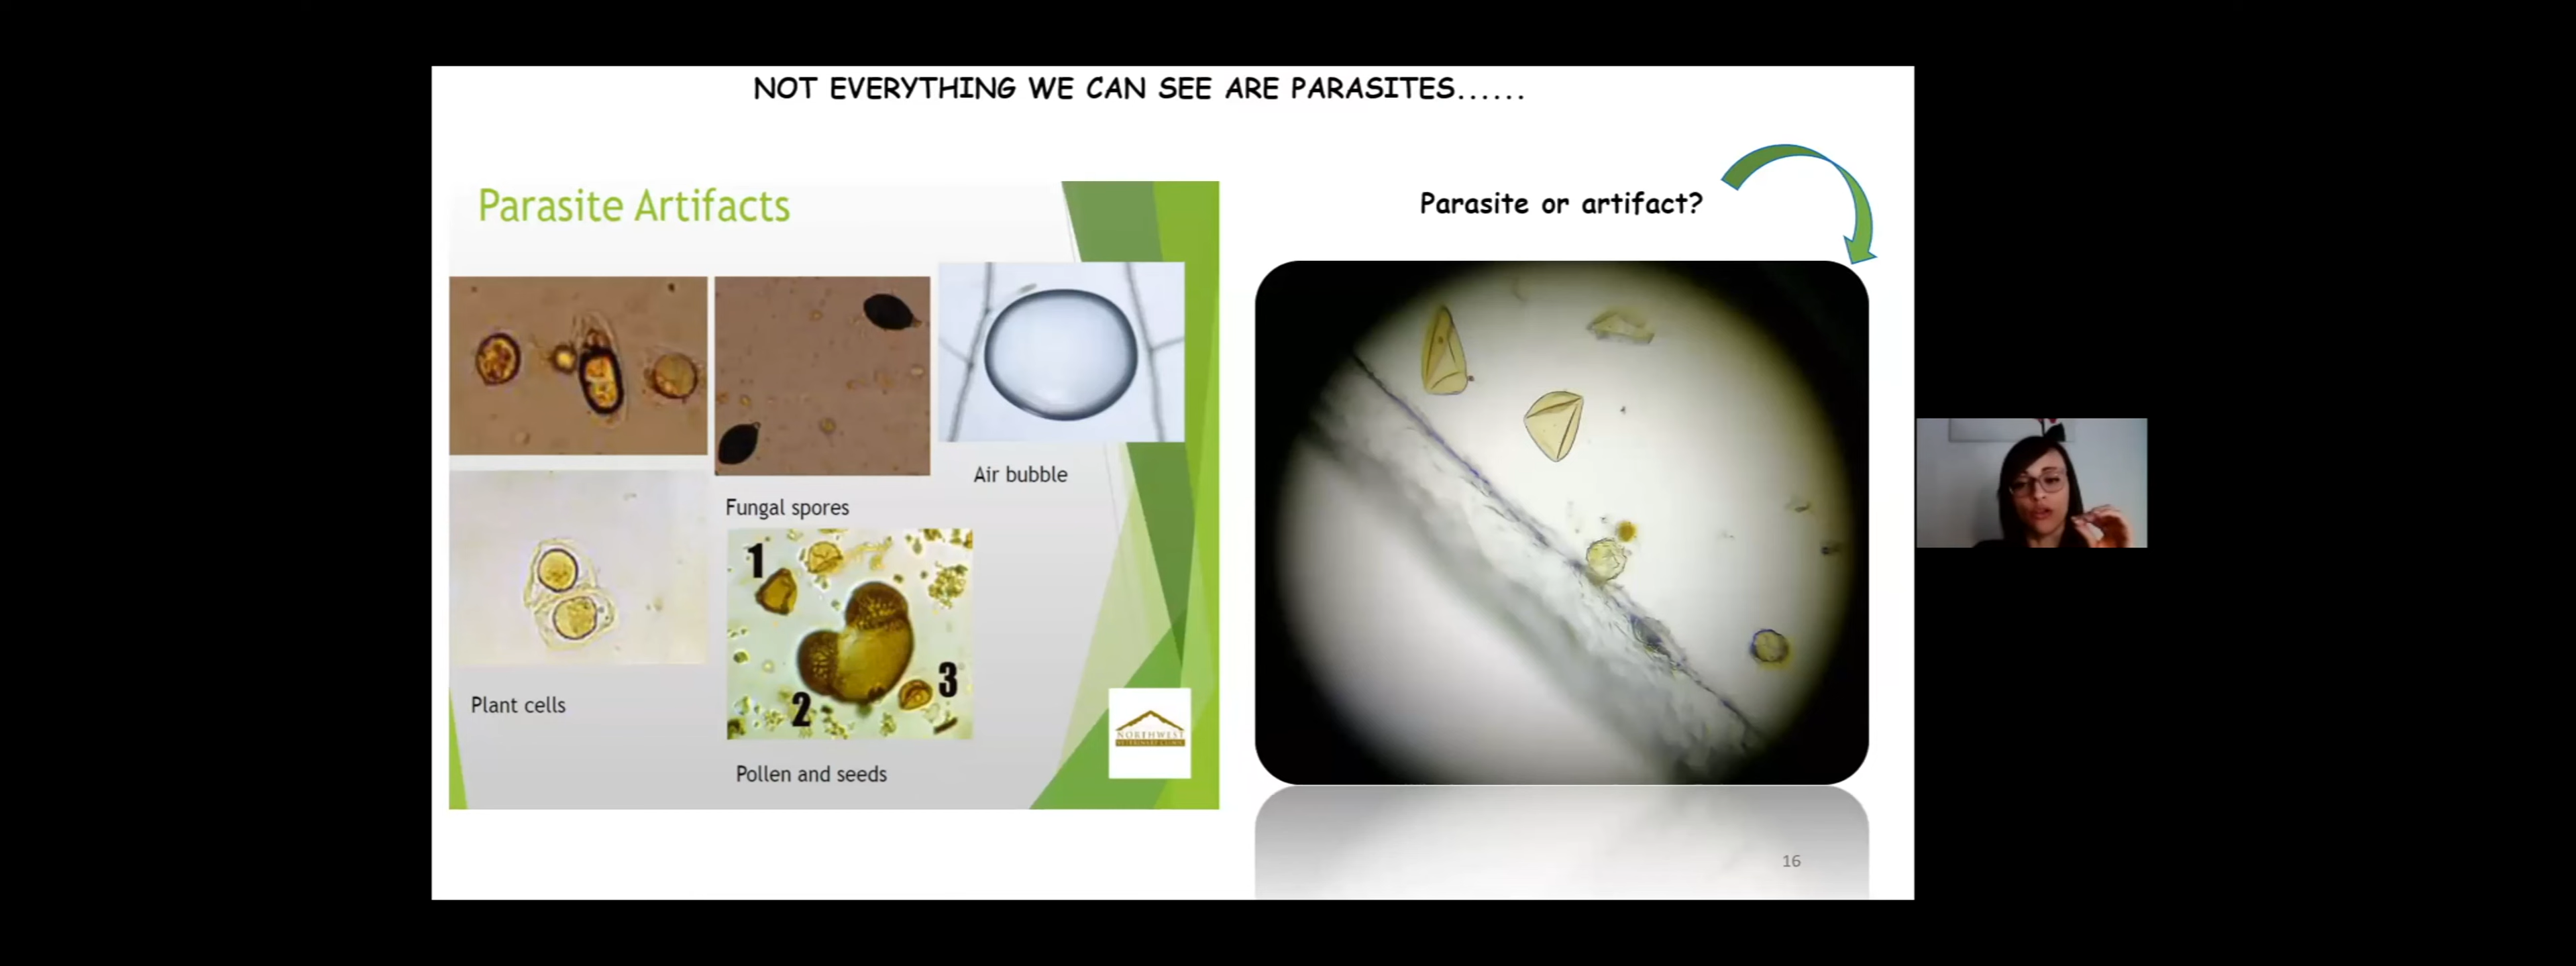 NOT EVERYTHING WE CAN SEE ARE PARASITES......
Parasite Artifacts
Parasite or artifact?
Air bubble
Fungal spores
1
2
3
Plant cells
Pollen and seeds
NORTHWEST
16